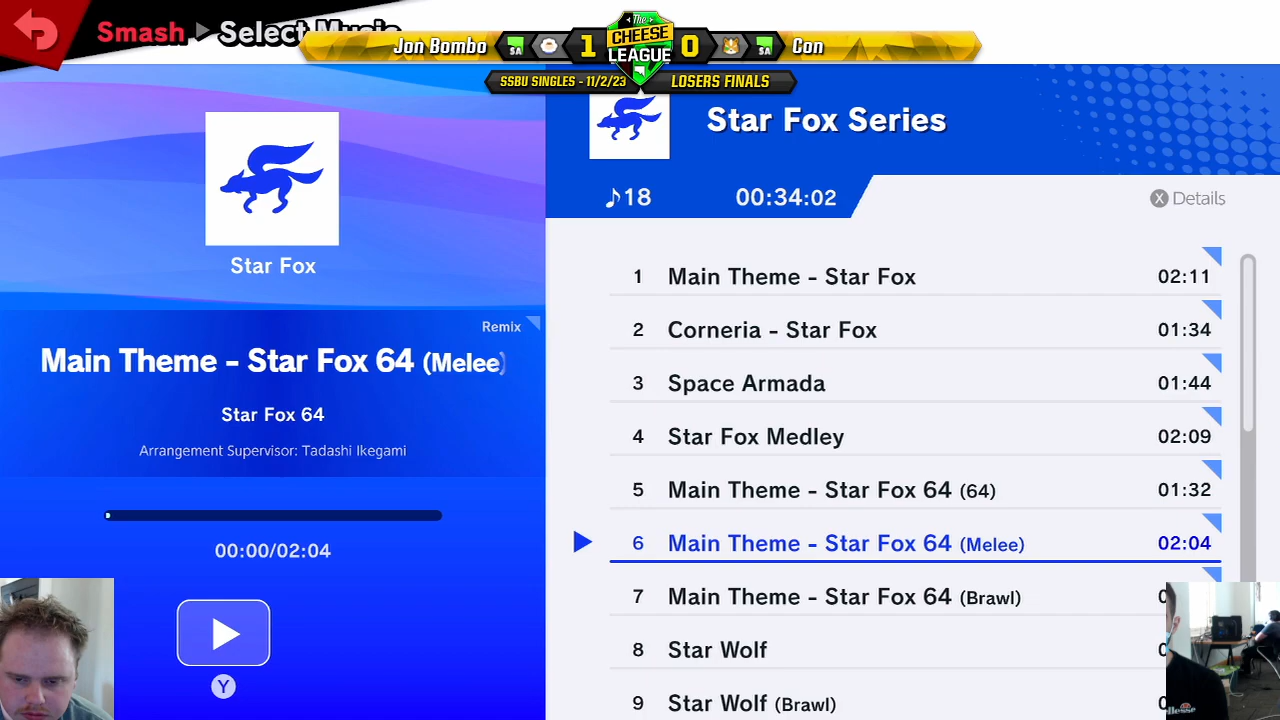 Smash ▶ Select Music
Jon Bombo
SA
1
The
CHEESE
LEAGUE
0
SA
Con
SSBU SINGLES - 11/2/23
LOSERS FINALS
Star Fox
Remix
Main Theme - Star Fox 64 (Melee)
Star Fox 64
Arrangement Supervisor: Tadashi Ikegami
00:00/02:04
Y
Star Fox Series
♪18 00:34:02
X Details
1 Main Theme - Star Fox 02:11
2 Corneria - Star Fox 01:34
3 Space Armada 01:44
4 Star Fox Medley 02:09
5 Main Theme - Star Fox 64 (64) 01:32
6 Main Theme - Star Fox 64 (Melee) 02:04
7 Main Theme - Star Fox 64 (Brawl)
8 Star Wolf
9 Star Wolf (Brawl)
ellesse